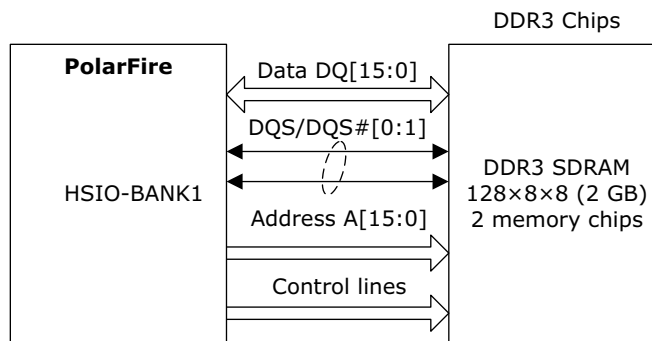 DDR3 Chips
PolarFire
Data DQ[15:0]
DQS/DQS#[0:1]
HSIO-BANK1
DDR3 SDRAM
128×8×8 (2 GB)
2 memory chips
Address A[15:0]
Control lines